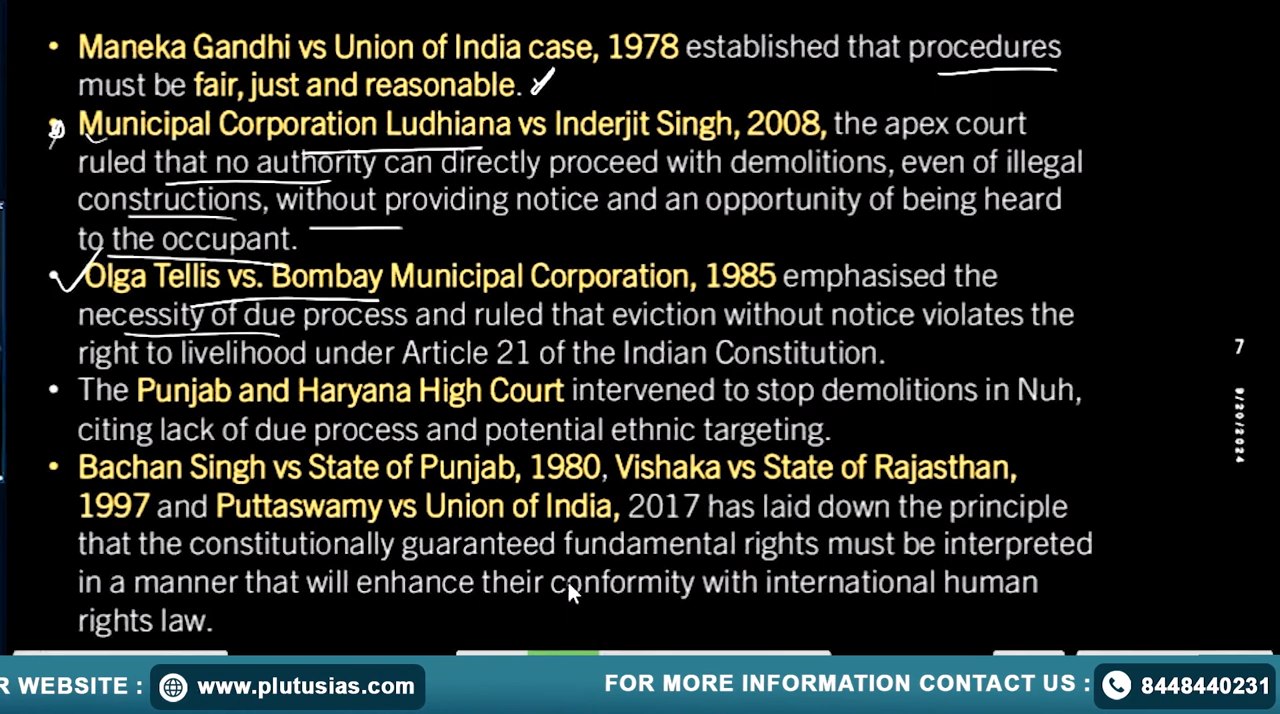 • Maneka Gandhi vs Union of India case, 1978 established that procedures
must be fair, just and reasonable.
• Municipal Corporation Ludhiana vs Inderjit Singh, 2008, the apex court
ruled that no authority can directly proceed with demolitions, even of illegal
constructions, without providing notice and an opportunity of being heard
to the occupant.
• Olga Tellis vs. Bombay Municipal Corporation, 1985 emphasised the
necessity of due process and ruled that eviction without notice violates the
right to livelihood under Article 21 of the Indian Constitution.
• The Punjab and Haryana High Court intervened to stop demolitions in Nuh,
citing lack of due process and potential ethnic targeting.
• Bachan Singh vs State of Punjab, 1980, Vishaka vs State of Rajasthan,
1997 and Puttaswamy vs Union of India, 2017 has laid down the principle
that the constitutionally guaranteed fundamental rights must be interpreted
in a manner that will enhance their conformity with international human
rights law.
7
9/20/2024
R WEBSITE : www.plutusias.com
FOR MORE INFORMATION CONTACT US : 8448440231